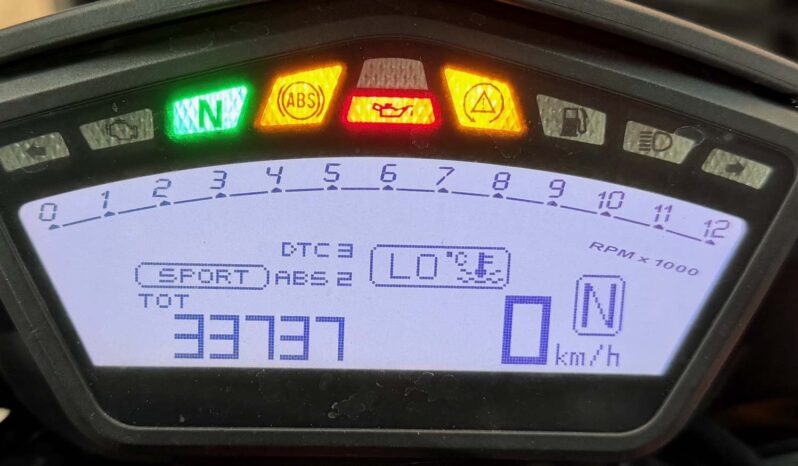 N ABS
0 1 2 3 4 5 6 7 8 9 10 11 12
RPM x 1000
DTC 3
SPORT ABS 2
LO °C
TOT
33737
0 km/h
N